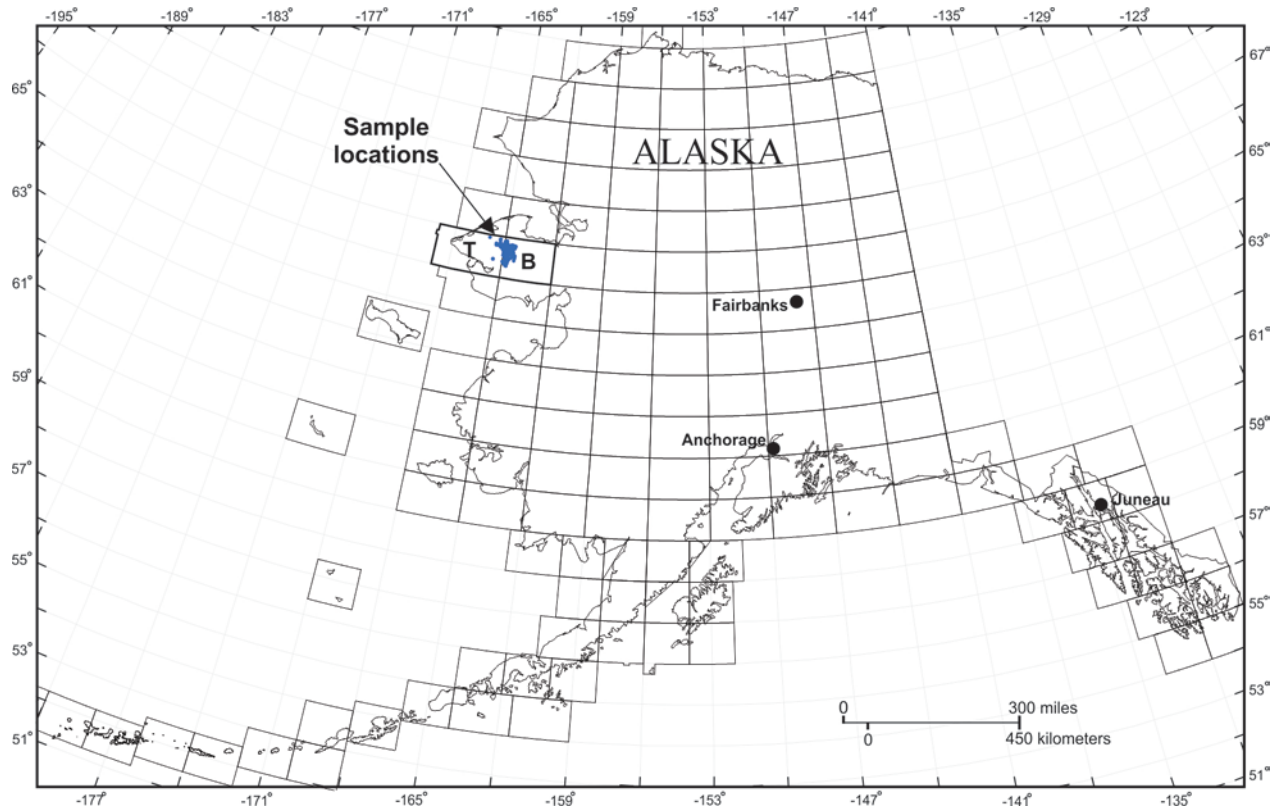 -195° -189° -183° -177° -171° -165° -159° -153° -147° -141° -135° -129° -123°
67°
65°
65°
Sample
locations
ALASKA
63°
63°
T
B
61°
Fairbanks
61°
59°
59°
Anchorage
57°
Juneau
57°
55°
55°
53°
53°
0 300 miles
0 450 kilometers
51°
51°
-177° -171° -165° -159° -153° -147° -141° -135°